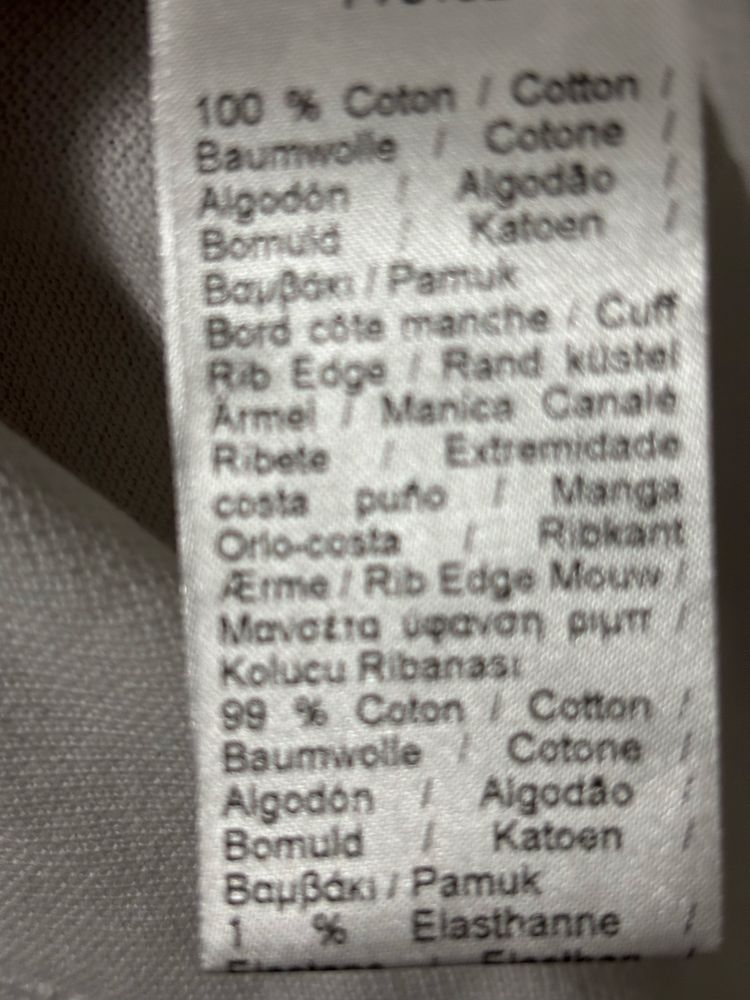 100 % Coton / Cotton /
Baumwolle / Cotone /
Algodón / Algodão /
Bomuld / Katoen /
Βαμβάκι / Pamuk
Bord côte manche / Cuff
Rib Edge / Rand küstel
Ärmel / Manica Canalé
Ribete / Extremidade
costa puño / Manga
Orlo-costa / Ribkant
Ærme / Rib Edge Mouw /
Μανσέτα ύφανση ριμπ /
Kolucu Ribanası
99 % Coton / Cotton /
Baumwolle / Cotone /
Algodón / Algodão /
Bomuld / Katoen /
Βαμβάκι / Pamuk
1 % Elasthanne /